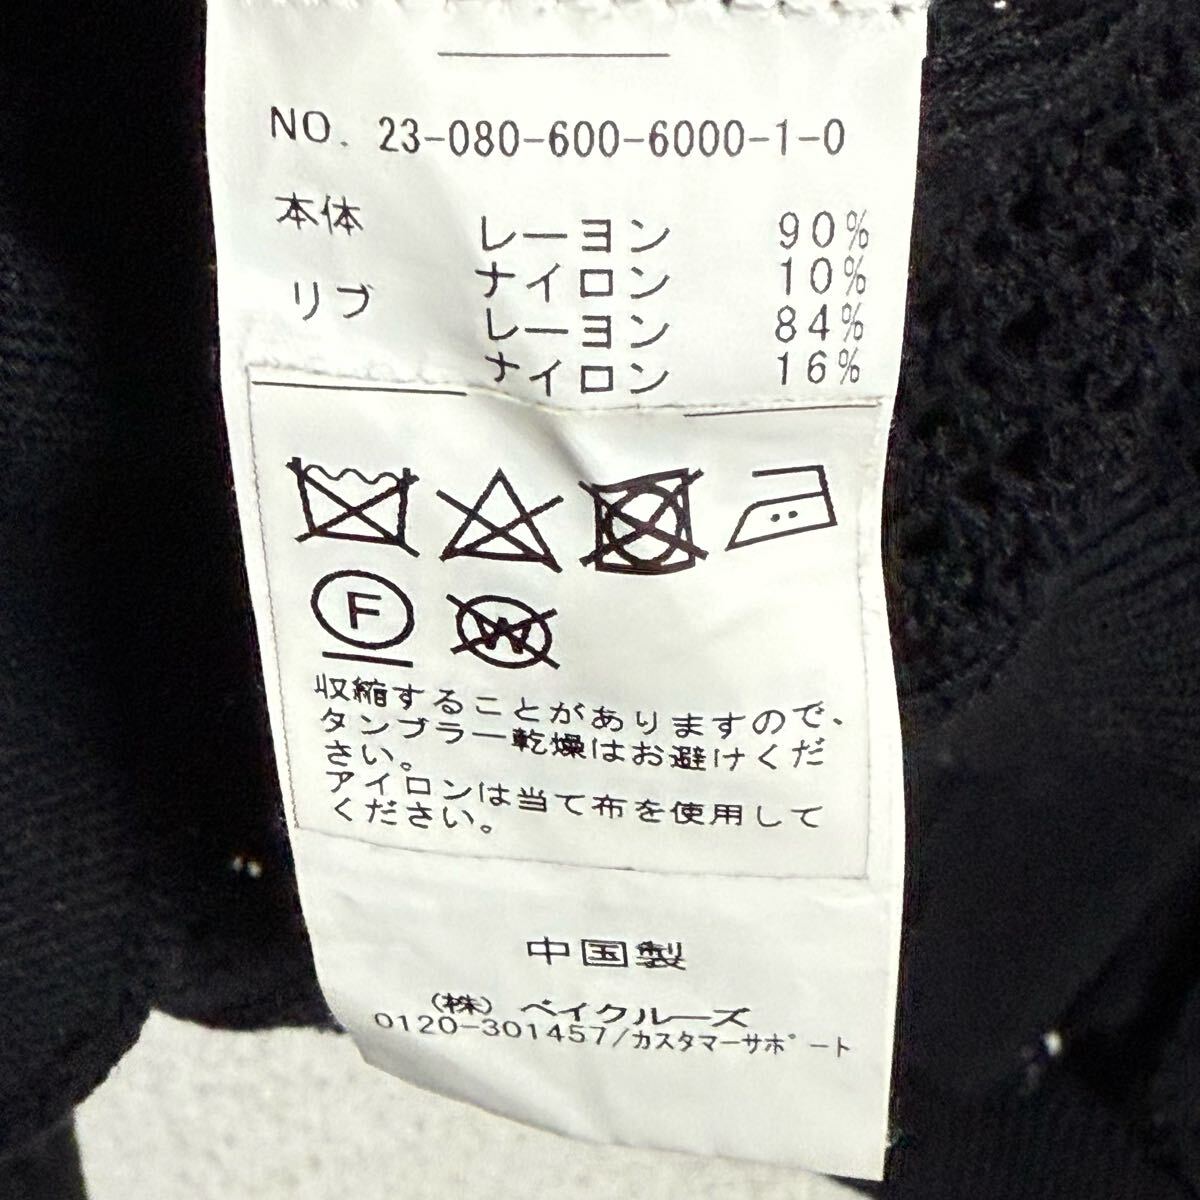 NO. 23-080-600-6000-1-0
本体 レーヨン 90%
ナイロン 10%
リブ レーヨン 84%
ナイロン 16%
F
W
収縮することがありますので、
タンブラー乾燥はお避けくだ
さい。
アイロンは当て布を使用して
ください。
中国製
(株) ベイクルーズ
0120-301457/カスタマーサポート